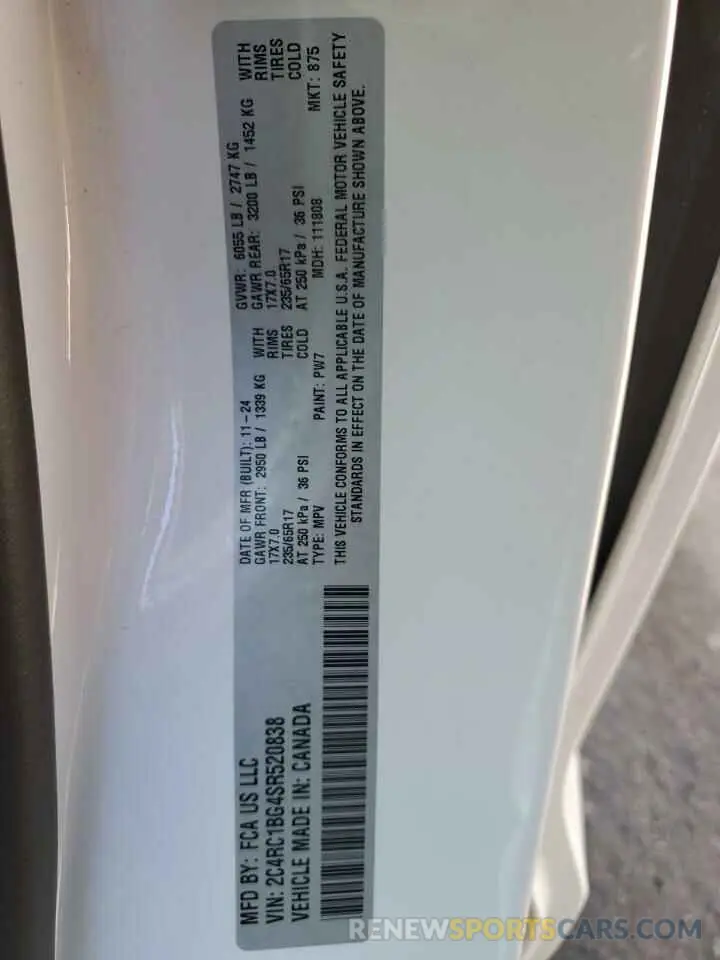 MFD BY: FCA US LLC
VIN: 2C4RC1BG4SR520838
VEHICLE MADE IN: CANADA
DATE OF MFR (BUILT): 11-24
GAWR FRONT: 2950 LB / 1339 KG WITH
17X7.0 RIMS
235/65R17 TIRES
AT 250 kPa / 36 PSI COLD
TYPE: MPV PAINT: PW7
GVWR: 6055 LB / 2747 KG
GAWR REAR: 3200 LB / 1452 KG WITH
17X7.0 RIMS
235/65R17 TIRES
AT 250 kPa / 36 PSI COLD
MDH: 111808 MKT: 875
THIS VEHICLE CONFORMS TO ALL APPLICABLE U.S.A. FEDERAL MOTOR VEHICLE SAFETY
STANDARDS IN EFFECT ON THE DATE OF MANUFACTURE SHOWN ABOVE.
RENEWSPORTSCARS.COM